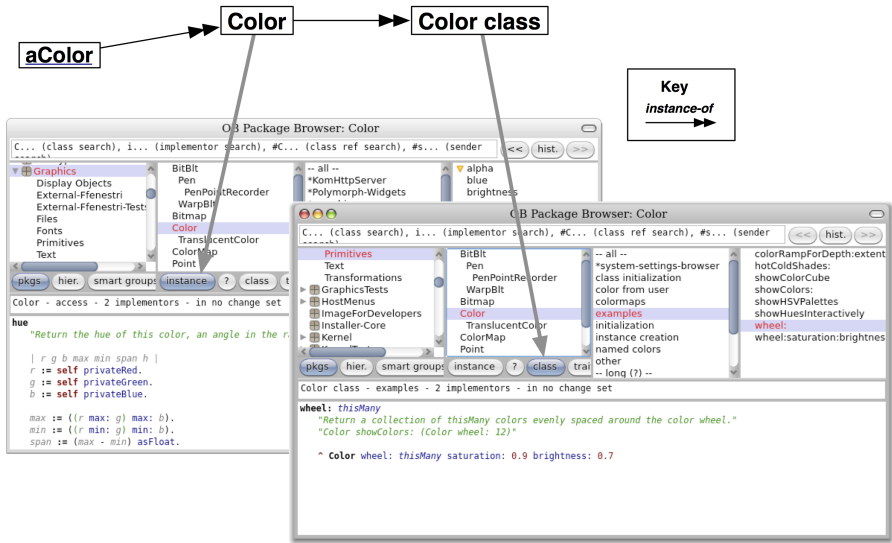 Color
Color class
aColor
Key
instance-of
OB Package Browser: Color
C... (class search), i... (implementor search), #C... (class ref search), #s... (sender
<<
hist.
>>
Graphics
Display Objects
External-Ffenestri
External-Ffenestri-Tests
Files
Fonts
Primitives
Text
BitBlt
Pen
PenPointRecorder
WarpBlt
Bitmap
Color
TranslucentColor
ColorMap
Point
-- all --
*KomHttpServer
*Polymorph-Widgets
alpha
blue
brightness
pkgs
hier.
smart groups
instance
?
class
Color - access - 2 implementors - in no change set
hue
"Return the hue of this color, an angle in the
| r g b max min span h |
r := self privateRed.
g := self privateGreen.
b := self privateBlue.
max := ((r max: g) max: b).
min := ((r min: g) min: b).
span := (max - min) asFloat.
OB Package Browser: Color
C... (class search), i... (implementor search), #C... (class ref search), #s... (sender
<<
hist.
>>
Primitives
Text
Transformations
GraphicsTests
HostMenus
ImageForDevelopers
Installer-Core
Kernel
BitBlt
Pen
PenPointRecorder
WarpBlt
Bitmap
Color
TranslucentColor
ColorMap
Point
-- all --
*system-settings-browser
class initialization
color from user
colormaps
examples
initialization
instance creation
named colors
other
-- long (?) --
colorRampForDepth:extent
hotColdShades:
showColorCube
showColors:
showHSVPalettes
showHuesInteractively
wheel:
wheel:saturation:brightnes
pkgs
hier.
smart groups
instance
?
class
trai
Color class - examples - 2 implementors - in no change set
wheel: thisMany
"Return a collection of thisMany colors evenly spaced around the color wheel."
"Color showColors: (Color wheel: 12)"
^ Color wheel: thisMany saturation: 0.9 brightness: 0.7